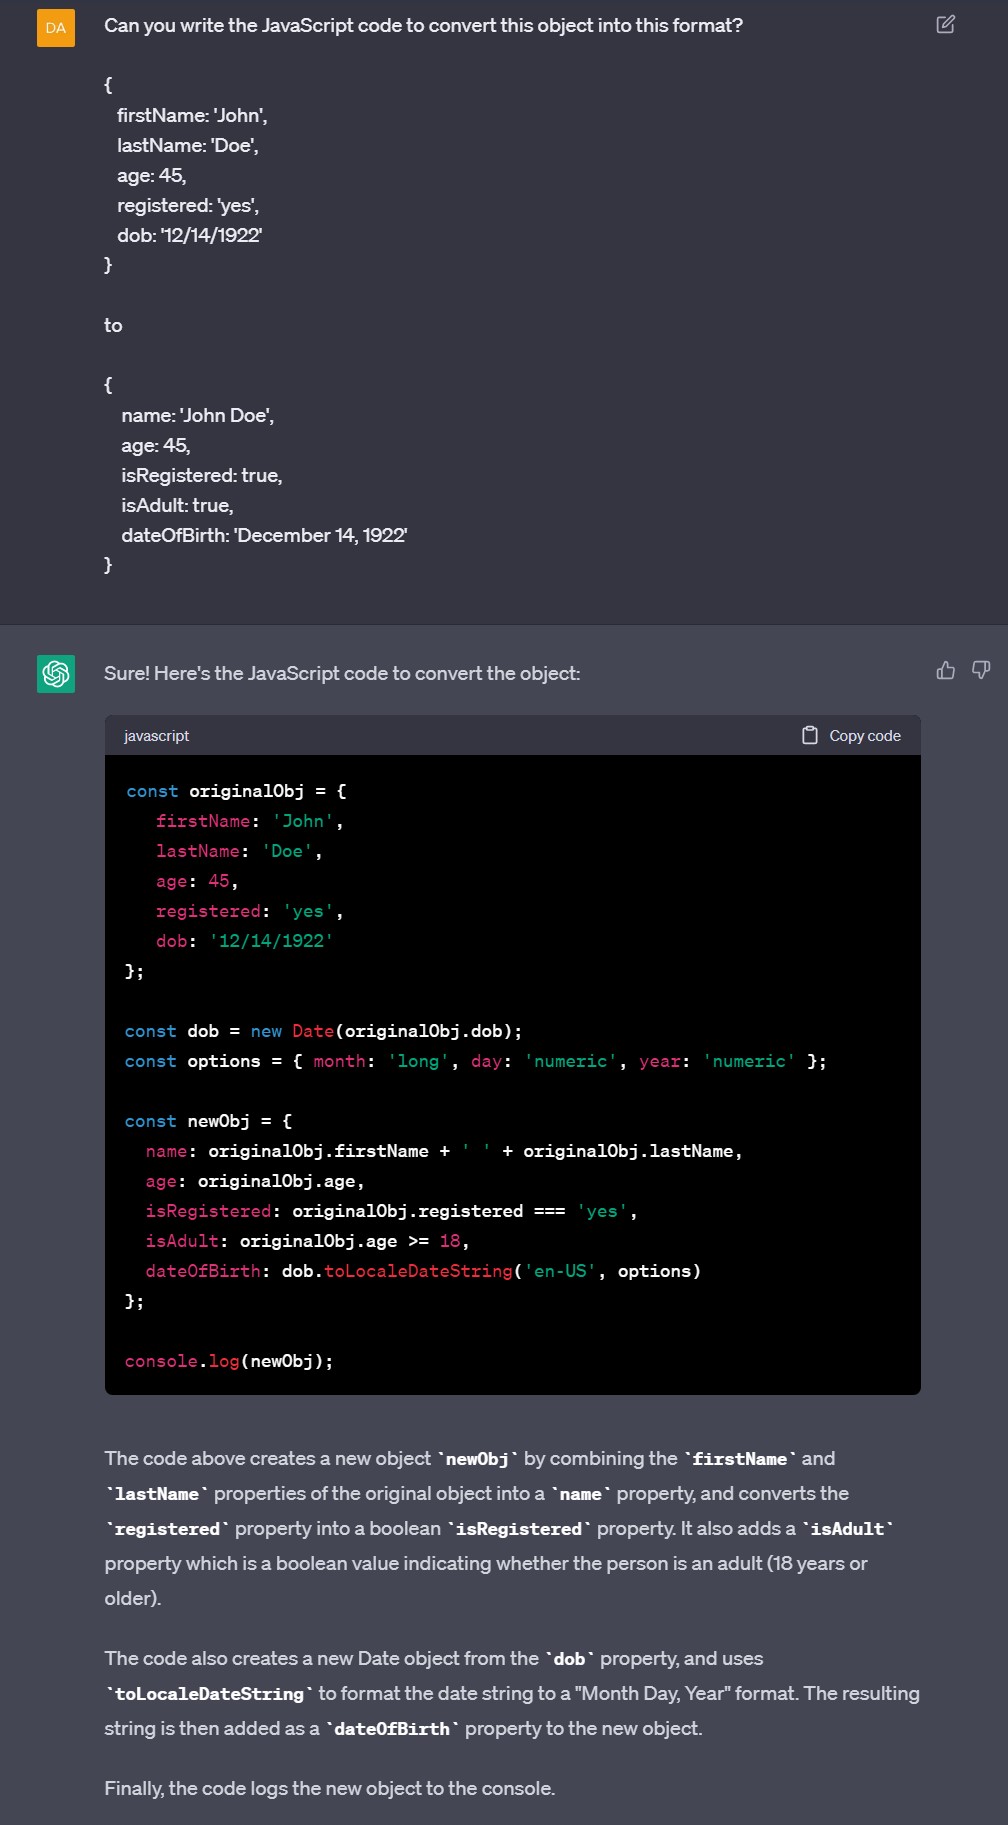 DA
Can you write the JavaScript code to convert this object into this format?
{
firstName: 'John',
lastName: 'Doe',
age: 45,
registered: 'yes',
dob: '12/14/1922'
}
to
{
name: 'John Doe',
age: 45,
isRegistered: true,
isAdult: true,
dateOfBirth: 'December 14, 1922'
}
Sure! Here's the JavaScript code to convert the object:
javascript
Copy code
const originalObj = {
firstName: 'John',
lastName: 'Doe',
age: 45,
registered: 'yes',
dob: '12/14/1922'
};
const dob = new Date(originalObj.dob);
const options = { month: 'long', day: 'numeric', year: 'numeric' };
const newObj = {
name: originalObj.firstName + ' ' + originalObj.lastName,
age: originalObj.age,
isRegistered: originalObj.registered === 'yes',
isAdult: originalObj.age >= 18,
dateOfBirth: dob.toLocaleDateString('en-US', options)
};
console.log(newObj);
The code above creates a new object `newObj` by combining the `firstName` and
`lastName` properties of the original object into a `name` property, and converts the
`registered` property into a boolean `isRegistered` property. It also adds a `isAdult`
property which is a boolean value indicating whether the person is an adult (18 years or
older).
The code also creates a new Date object from the `dob` property, and uses
`toLocaleDateString` to format the date string to a "Month Day, Year" format. The resulting
string is then added as a `dateOfBirth` property to the new object.
Finally, the code logs the new object to the console.